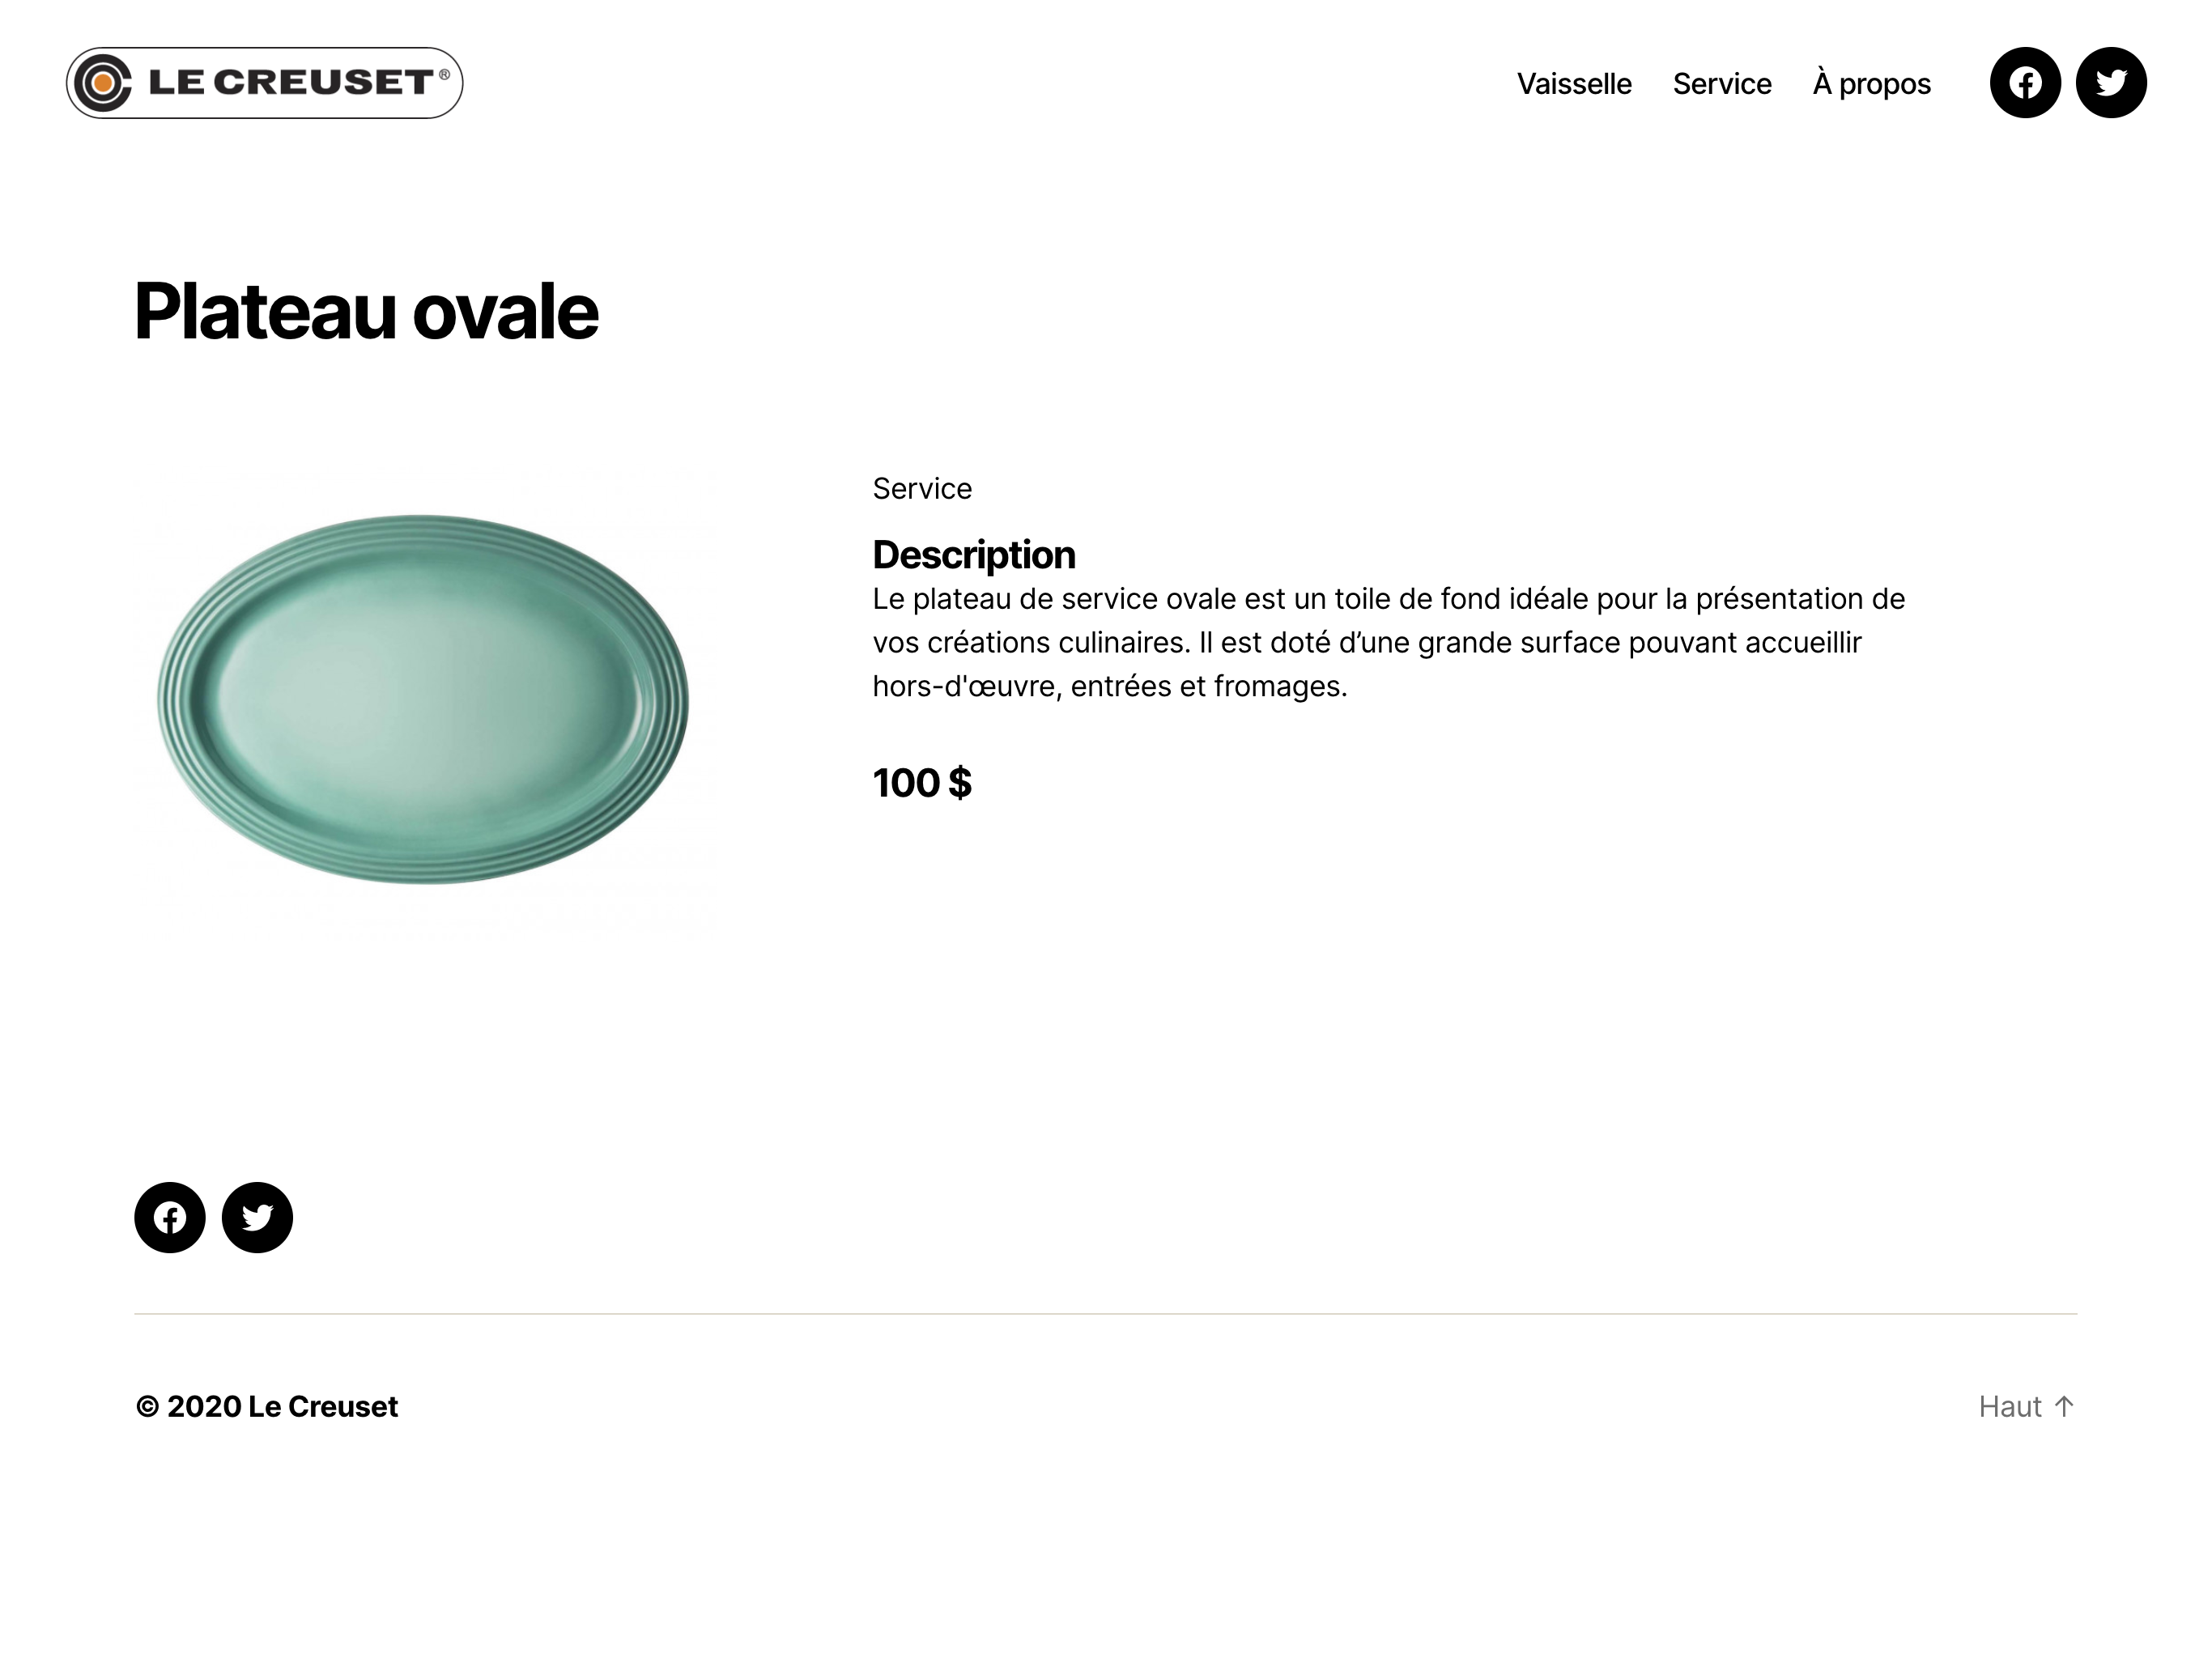 LE CREUSET®
Vaisselle Service À propos
Plateau ovale
Service
Description
Le plateau de service ovale est un toile de fond idéale pour la présentation de
vos créations culinaires. Il est doté d’une grande surface pouvant accueillir
hors-d'œuvre, entrées et fromages.
100 $
© 2020 Le Creuset
Haut ↑